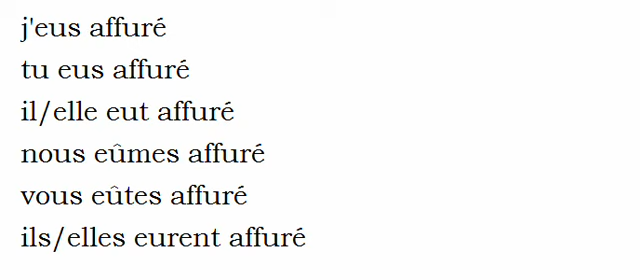 j'eus affuré
tu eus affuré
il/elle eut affuré
nous eûmes affuré
vous eûtes affuré
ils/elles eurent affuré